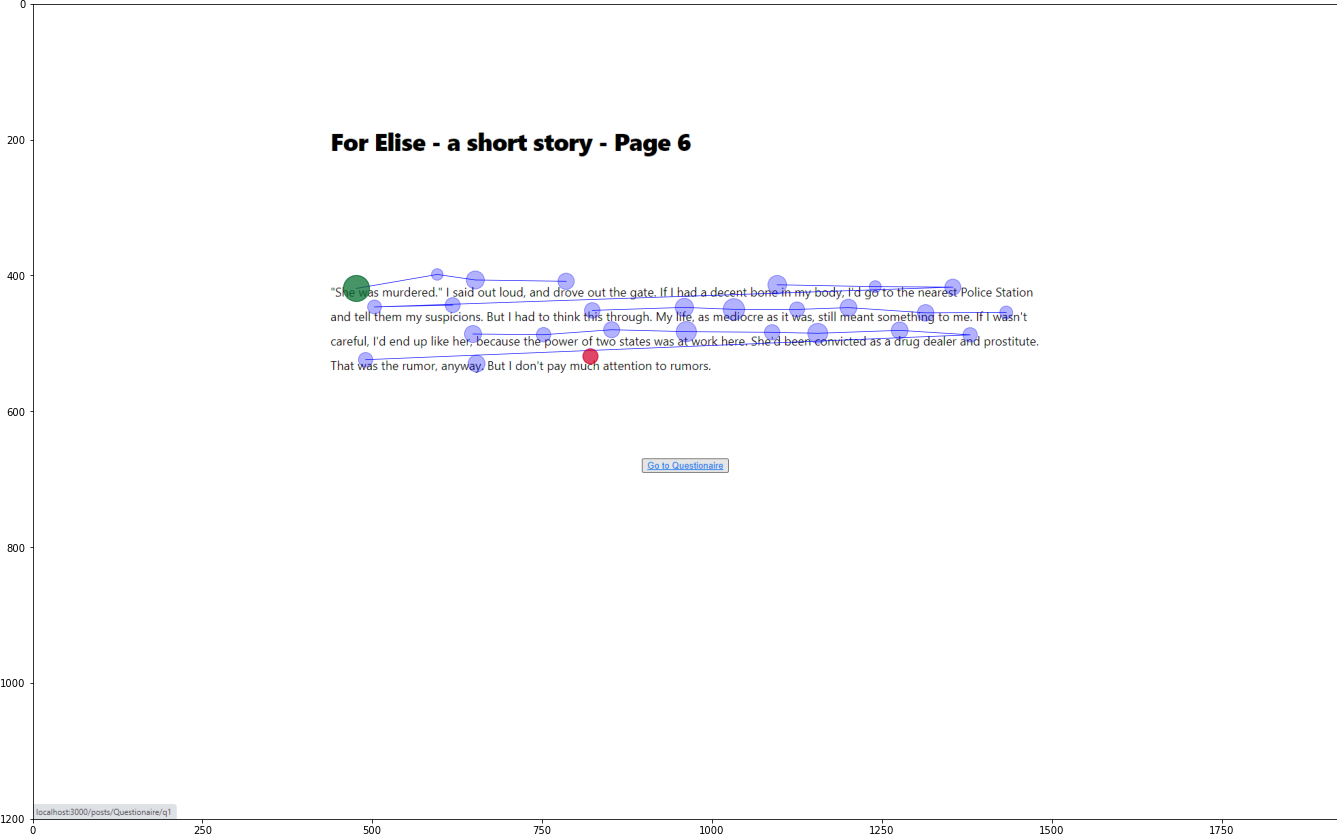 0
200
400
600
800
1000
1200
For Elise - a short story - Page 6
"She was murdered." I said out loud, and drove out the gate. If I had a decent bone in my body, I'd go to the nearest Police Station
and tell them my suspicions. But I had to think this through. My life, as mediocre as it was, still meant something to me. If I wasn't
careful, I'd end up like her, because the power of two states was at work here. She'd been convicted as a drug dealer and prostitute.
That was the rumor, anyway. But I don't pay much attention to rumors.
Go to Questionaire
localhost:3000/posts/Questionaire/q1
0 250 500 750 1000 1250 1500 1750